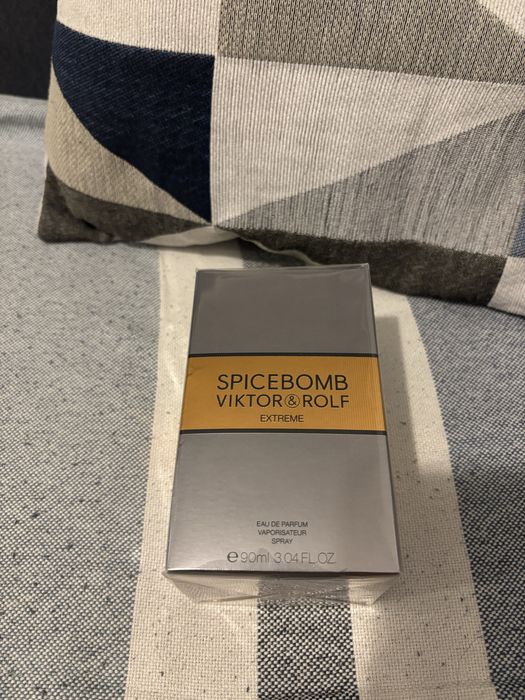 SPICEBOMB
VIKTOR & ROLF
EXTREME
EAU DE PARFUM
VAPORISATEUR
SPRAY
℮ 90ml 3.04 FL.OZ.